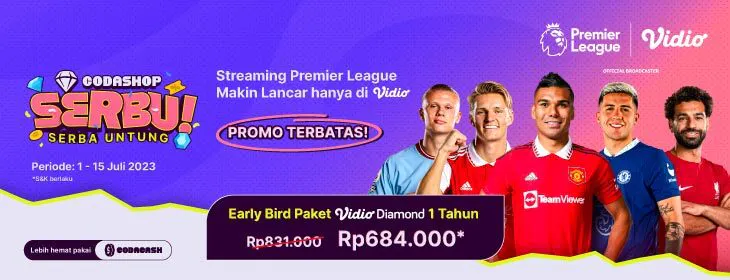 CODASHOP
SERBU!
SERBA UNTUNG
Periode: 1 - 15 Juli 2023
*S&K berlaku
Lebih hemat pakai
CODACASH
Streaming Premier League
Makin Lancar hanya di Vidio
PROMO TERBATAS!
Early Bird Paket Vidio Diamond 1 Tahun
Rp831.000 Rp684.000*
Premier
League
Vidio
OFFICIAL BROADCASTER
TeamViewer